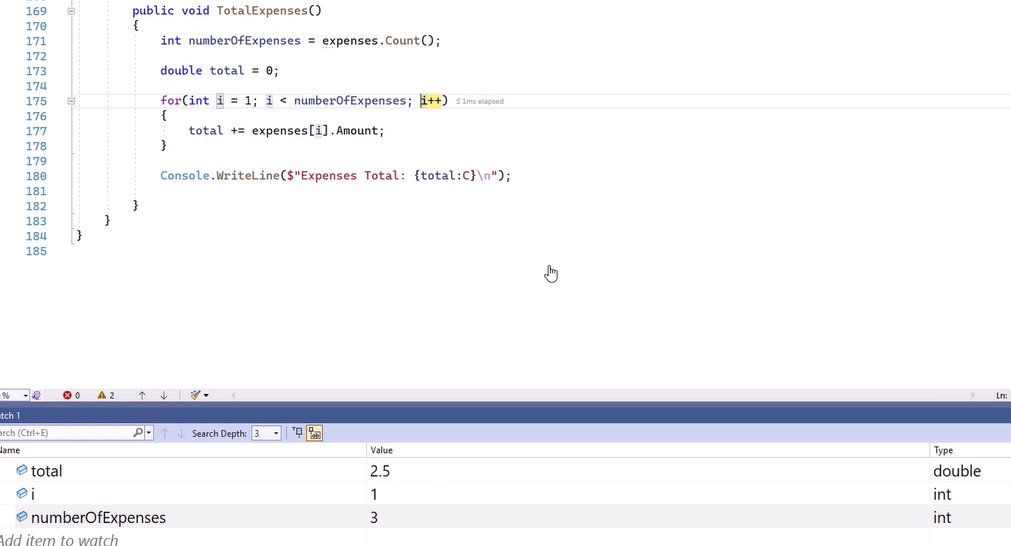 169 public void TotalExpenses()
170 {
171 int numberOfExpenses = expenses.Count();
172
173 double total = 0;
174
175 for(int i = 1; i < numberOfExpenses; i++) ≤ 1ms elapsed
176 {
177 total += expenses[i].Amount;
178 }
179
180 Console.WriteLine($"Expenses Total: {total:C}\n");
181
182 }
183 }
184 }
185
% 0 2 Ln:
atch 1
arch (Ctrl+E) Search Depth: 3
Name Value Type
total 2.5 double
i 1 int
numberOfExpenses 3 int
Add item to watch